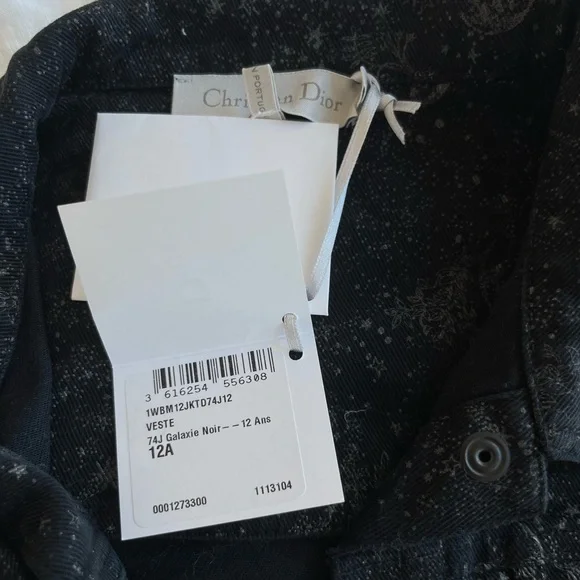 Christian Dior
N PORTUG
3 616254 556308
1WBM12JKTD74J12
VESTE
74J Galaxie Noir- - 12 Ans
12A
0001273300 1113104